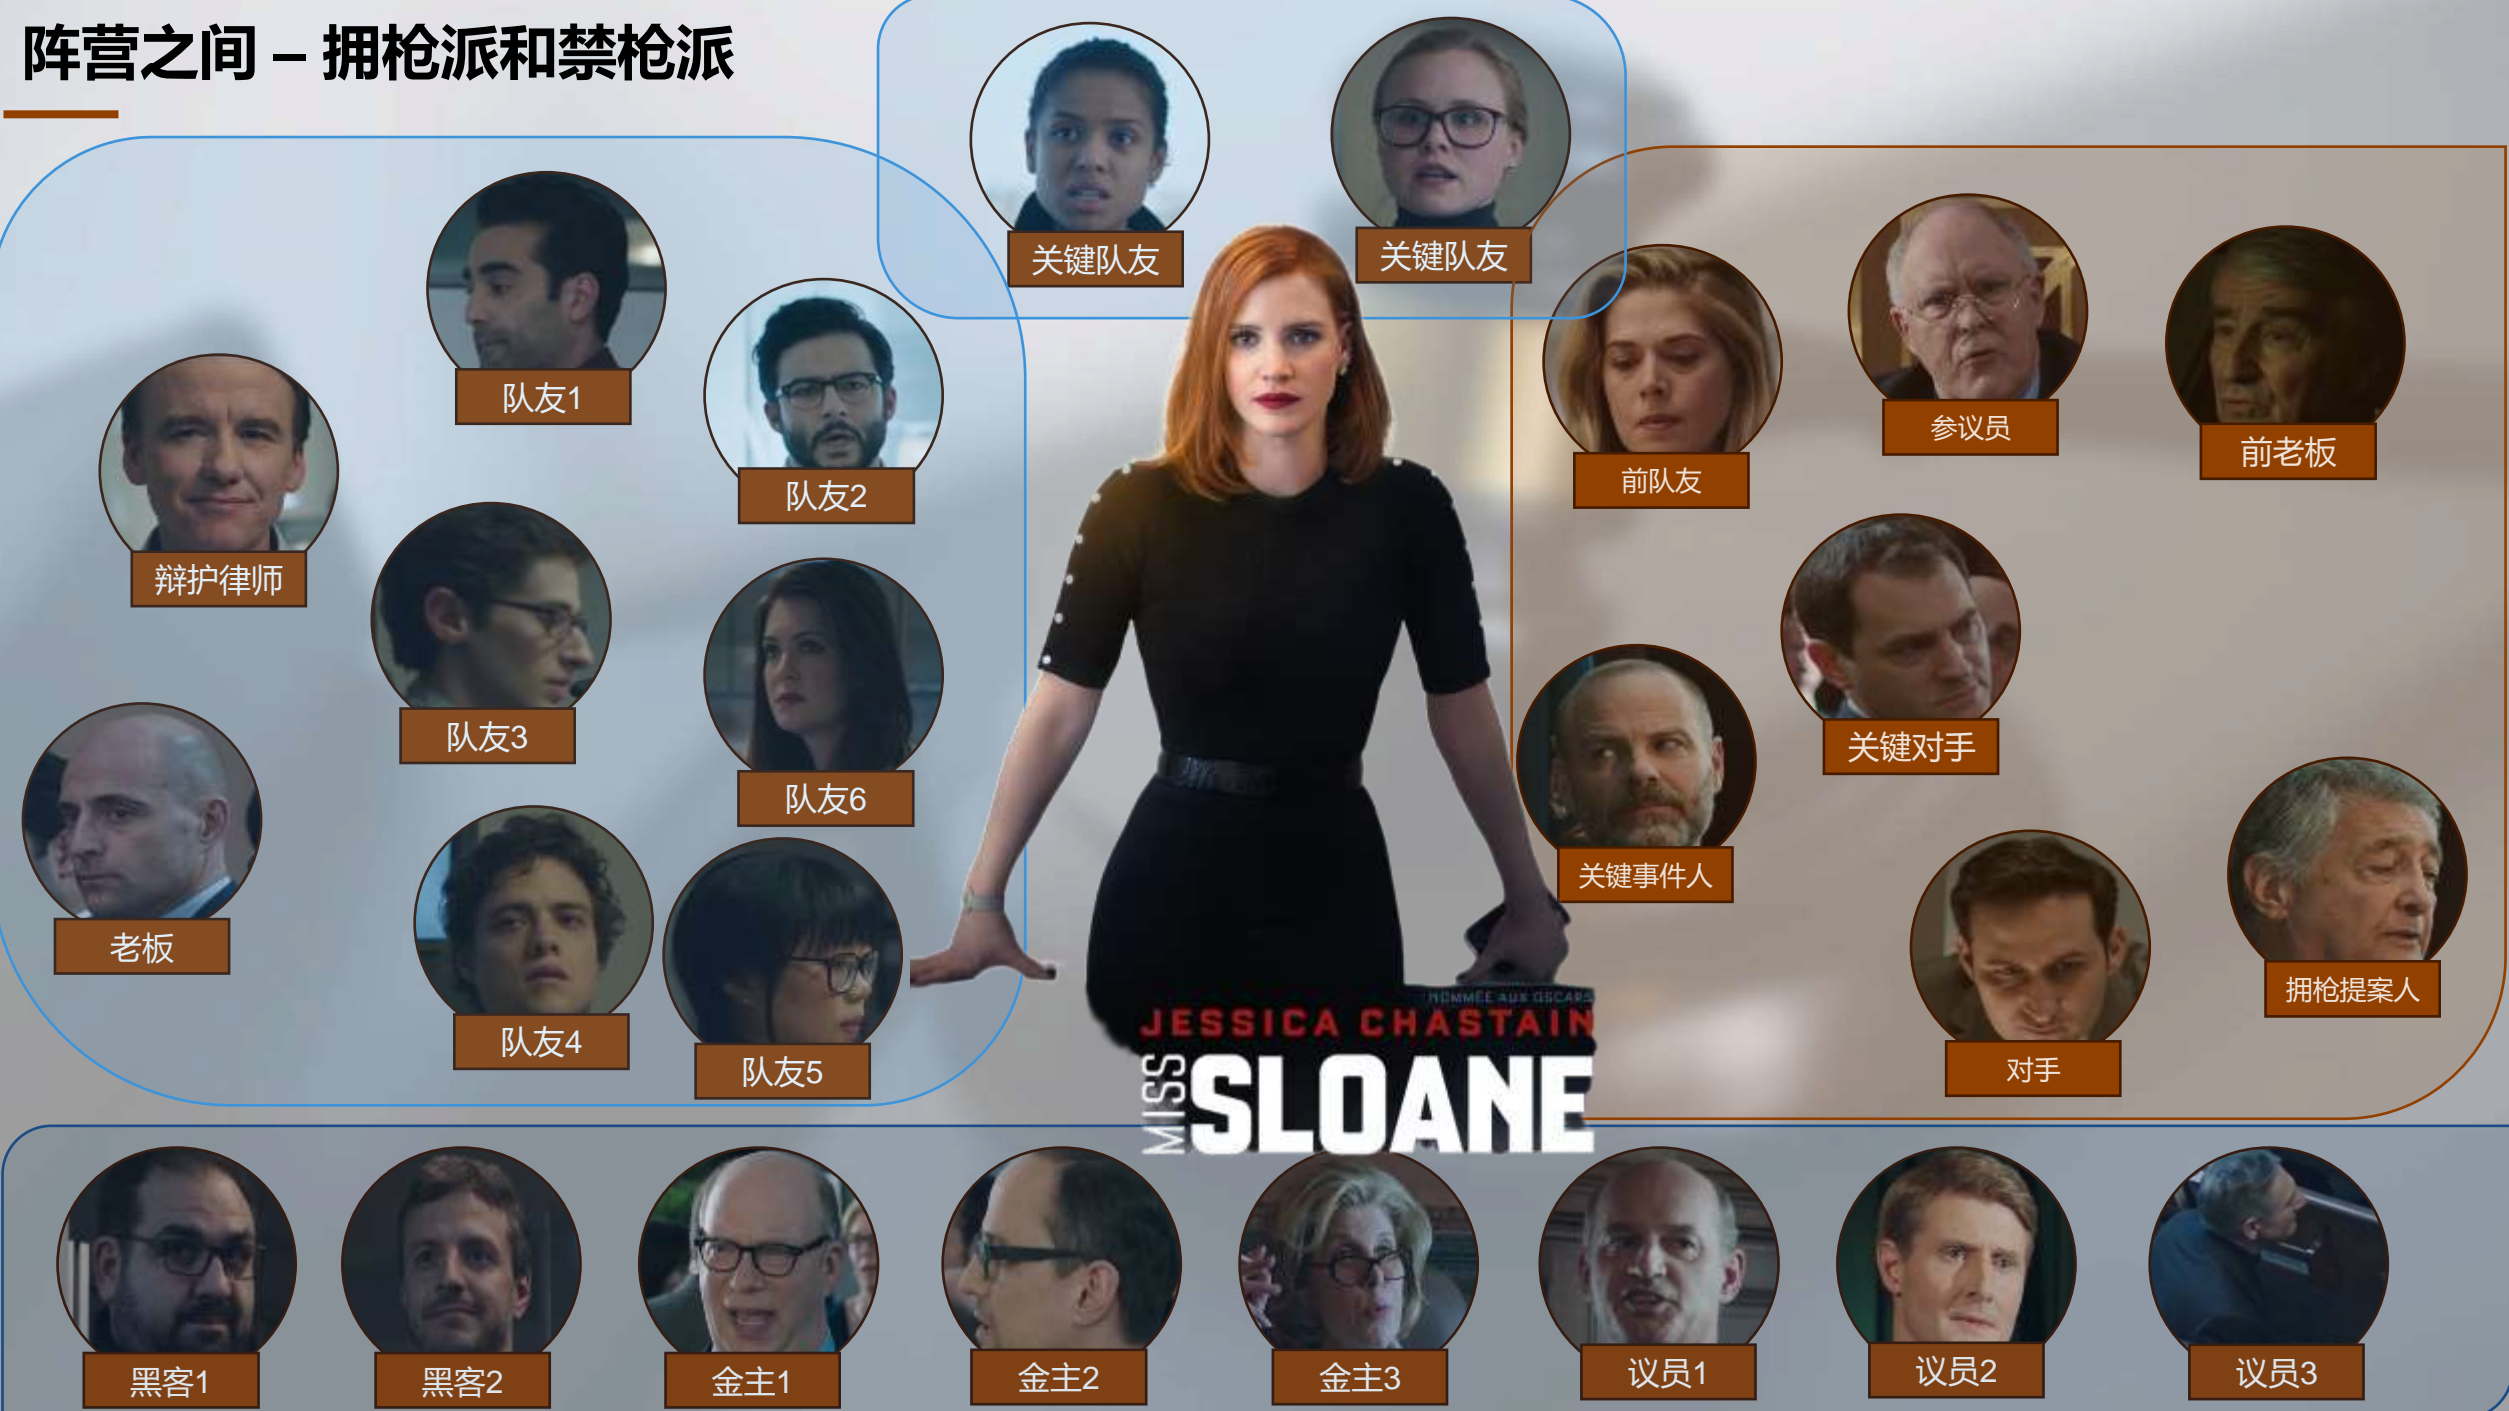 阵营之间 – 拥枪派和禁枪派
关键队友
关键队友
队友1
队友2
辩护律师
队友3
队友6
老板
队友4
队友5
前队友
参议员
前老板
关键对手
关键事件人
拥枪提案人
对手
NOMMÉE AUX OSCARS
JESSICA CHASTAIN
MISS SLOANE
黑客1
黑客2
金主1
金主2
金主3
议员1
议员2
议员3